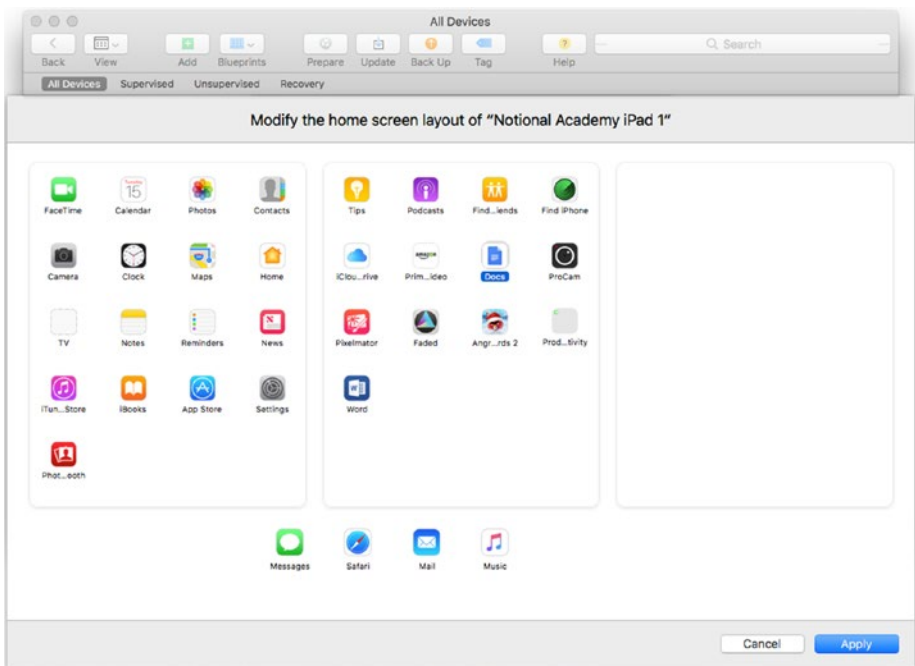 All Devices
Back View Add Blueprints Prepare Update Back Up Tag Help Search
All Devices Supervised Unsupervised Recovery
Modify the home screen layout of “Notional Academy iPad 1”
FaceTime Calendar Photos Contacts
Camera Clock Maps Home
TV Notes Reminders News
iTun...Store iBooks App Store Settings
Phot...ooth
Tips Podcasts Find...iends Find iPhone
iClou...rive Prim...ideo Docs ProCam
Pixelmator Faded Angr...rds 2 Prod...tivity
Word
Messages Safari Mail Music
Cancel Apply